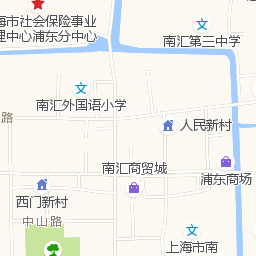 海市社会保险事业
理中心浦东分中心
南汇第三中学
南汇外国语小学
路
人民新村
南汇商贸城
浦东商场
西门新村
中山路
上海市南